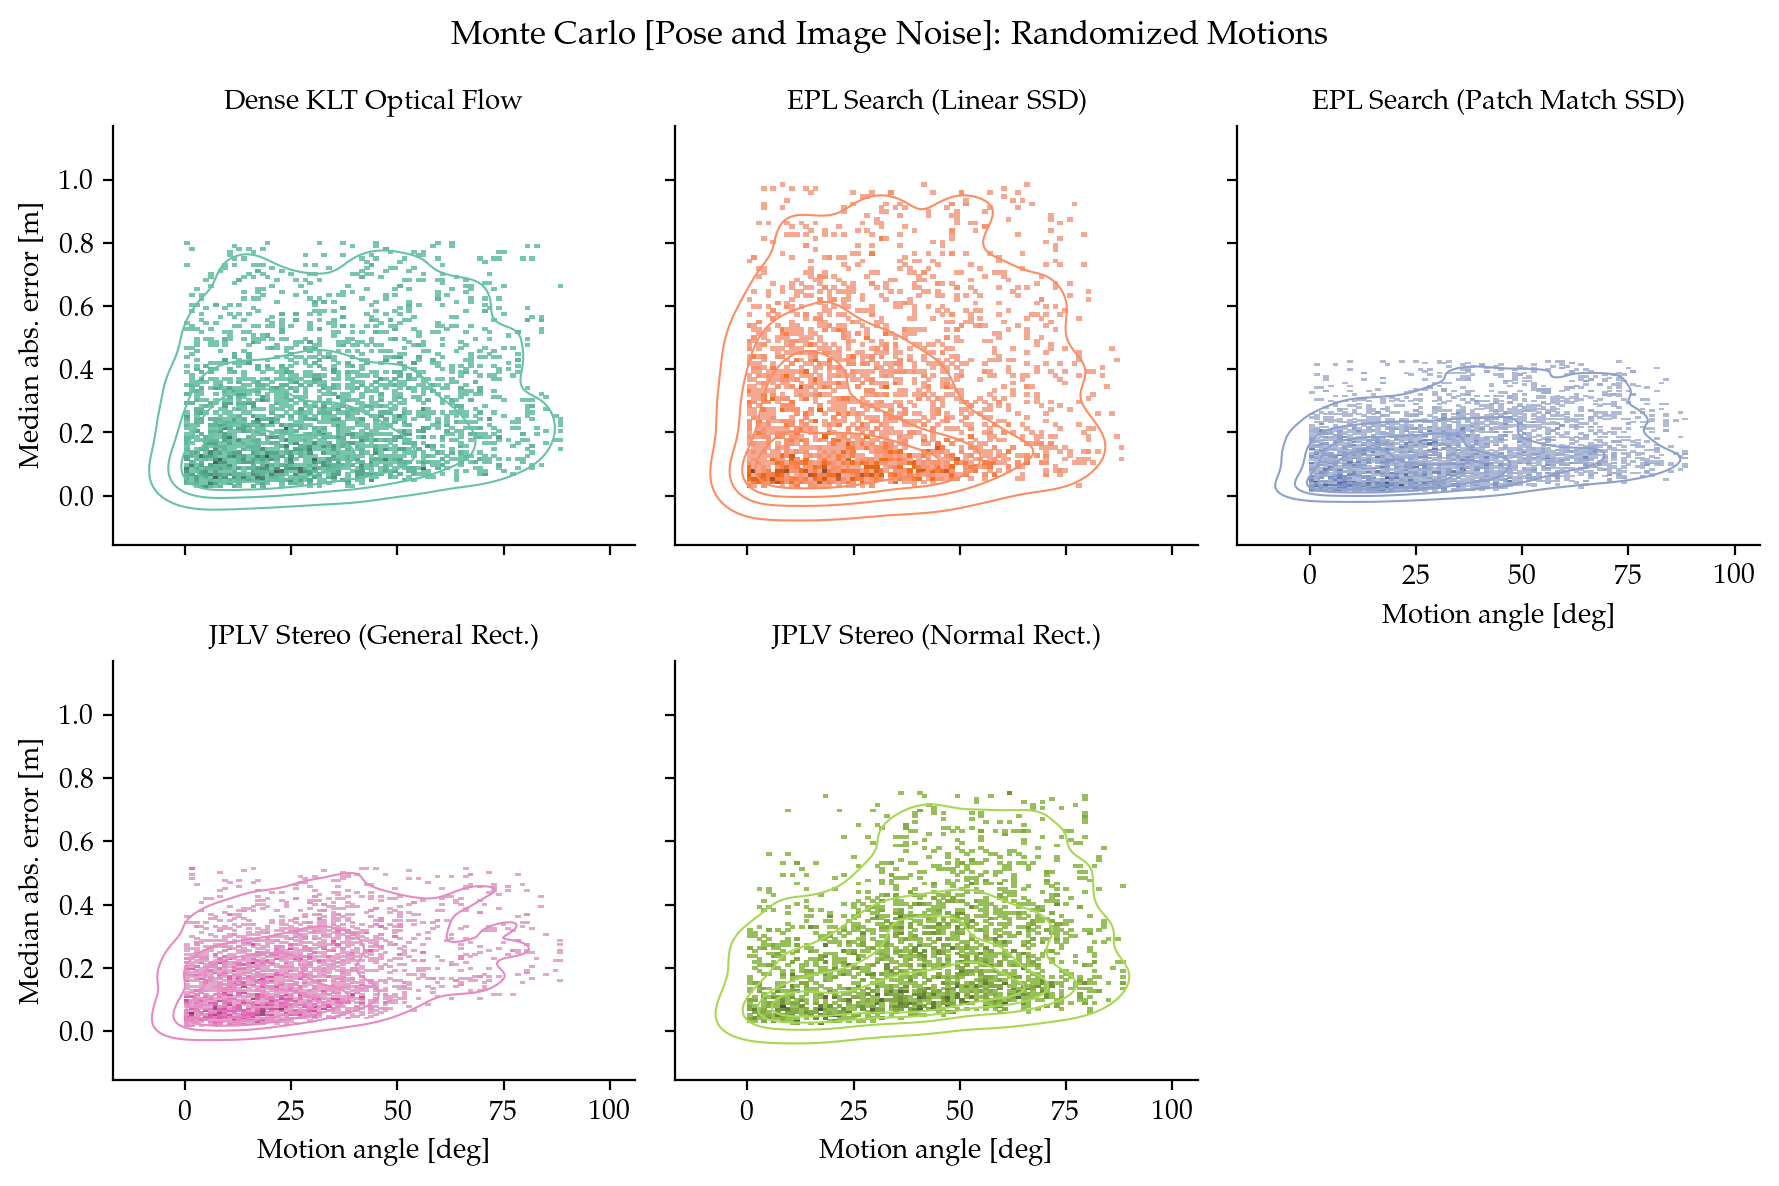 Monte Carlo [Pose and Image Noise]: Randomized Motions
Dense KLT Optical Flow
EPL Search (Linear SSD)
EPL Search (Patch Match SSD)
Median abs. error [m]
1.0
0.8
0.6
0.4
0.2
0.0
0 25 50 75 100
Motion angle [deg]
JPLV Stereo (General Rect.)
JPLV Stereo (Normal Rect.)
Median abs. error [m]
1.0
0.8
0.6
0.4
0.2
0.0
0 25 50 75 100
Motion angle [deg]
0 25 50 75 100
Motion angle [deg]